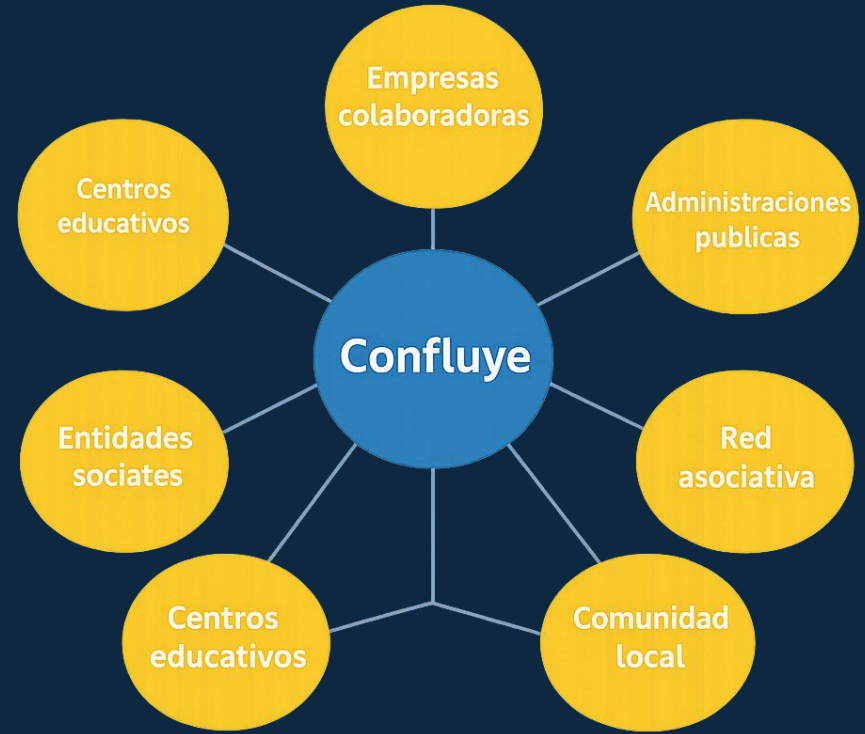 Empresas
colaboradoras
Centros
educativos
Administraciones
publicas
Confluye
Entidades
sociates
Red
asociativa
Centros
educativos
Comunidad
local